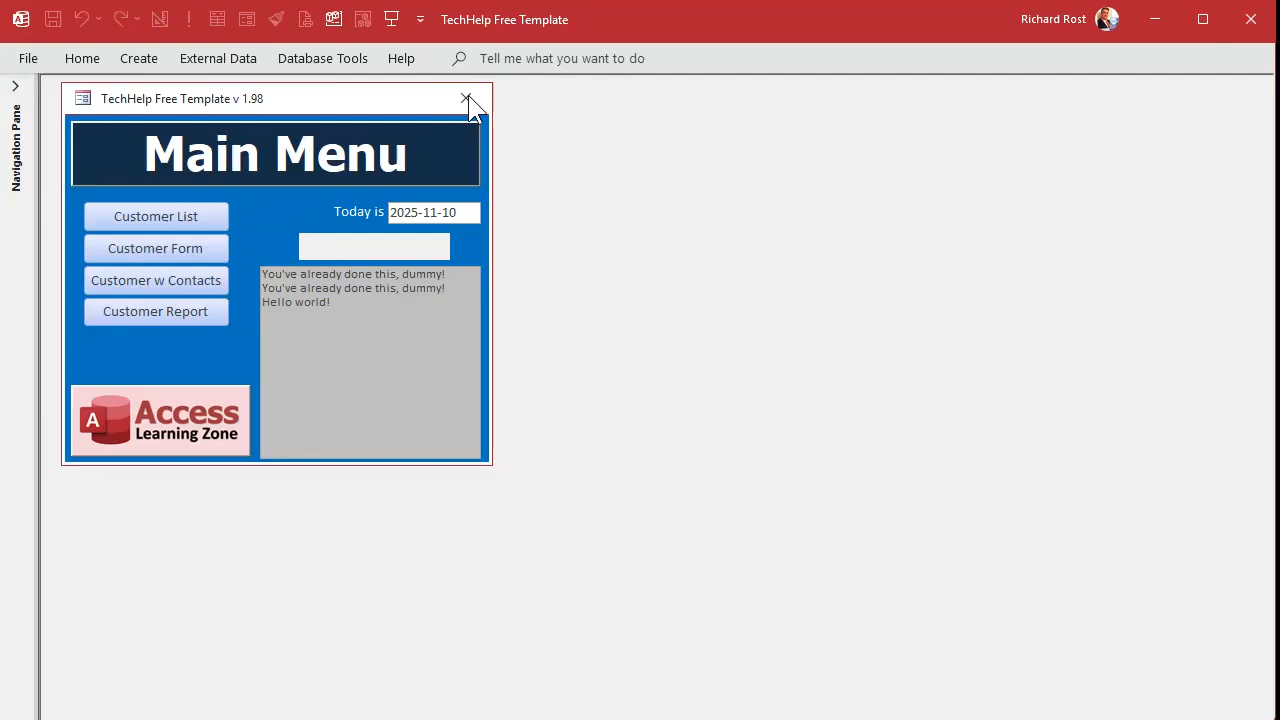 TechHelp Free Template
Richard Rost
File
Home
Create
External Data
Database Tools
Help
Tell me what you want to do
Navigation Pane
TechHelp Free Template v 1.98
Main Menu
Customer List
Customer Form
Customer w Contacts
Customer Report
Today is 2025-11-10
You've already done this, dummy!
You've already done this, dummy!
Hello world!
A
Access
Learning Zone